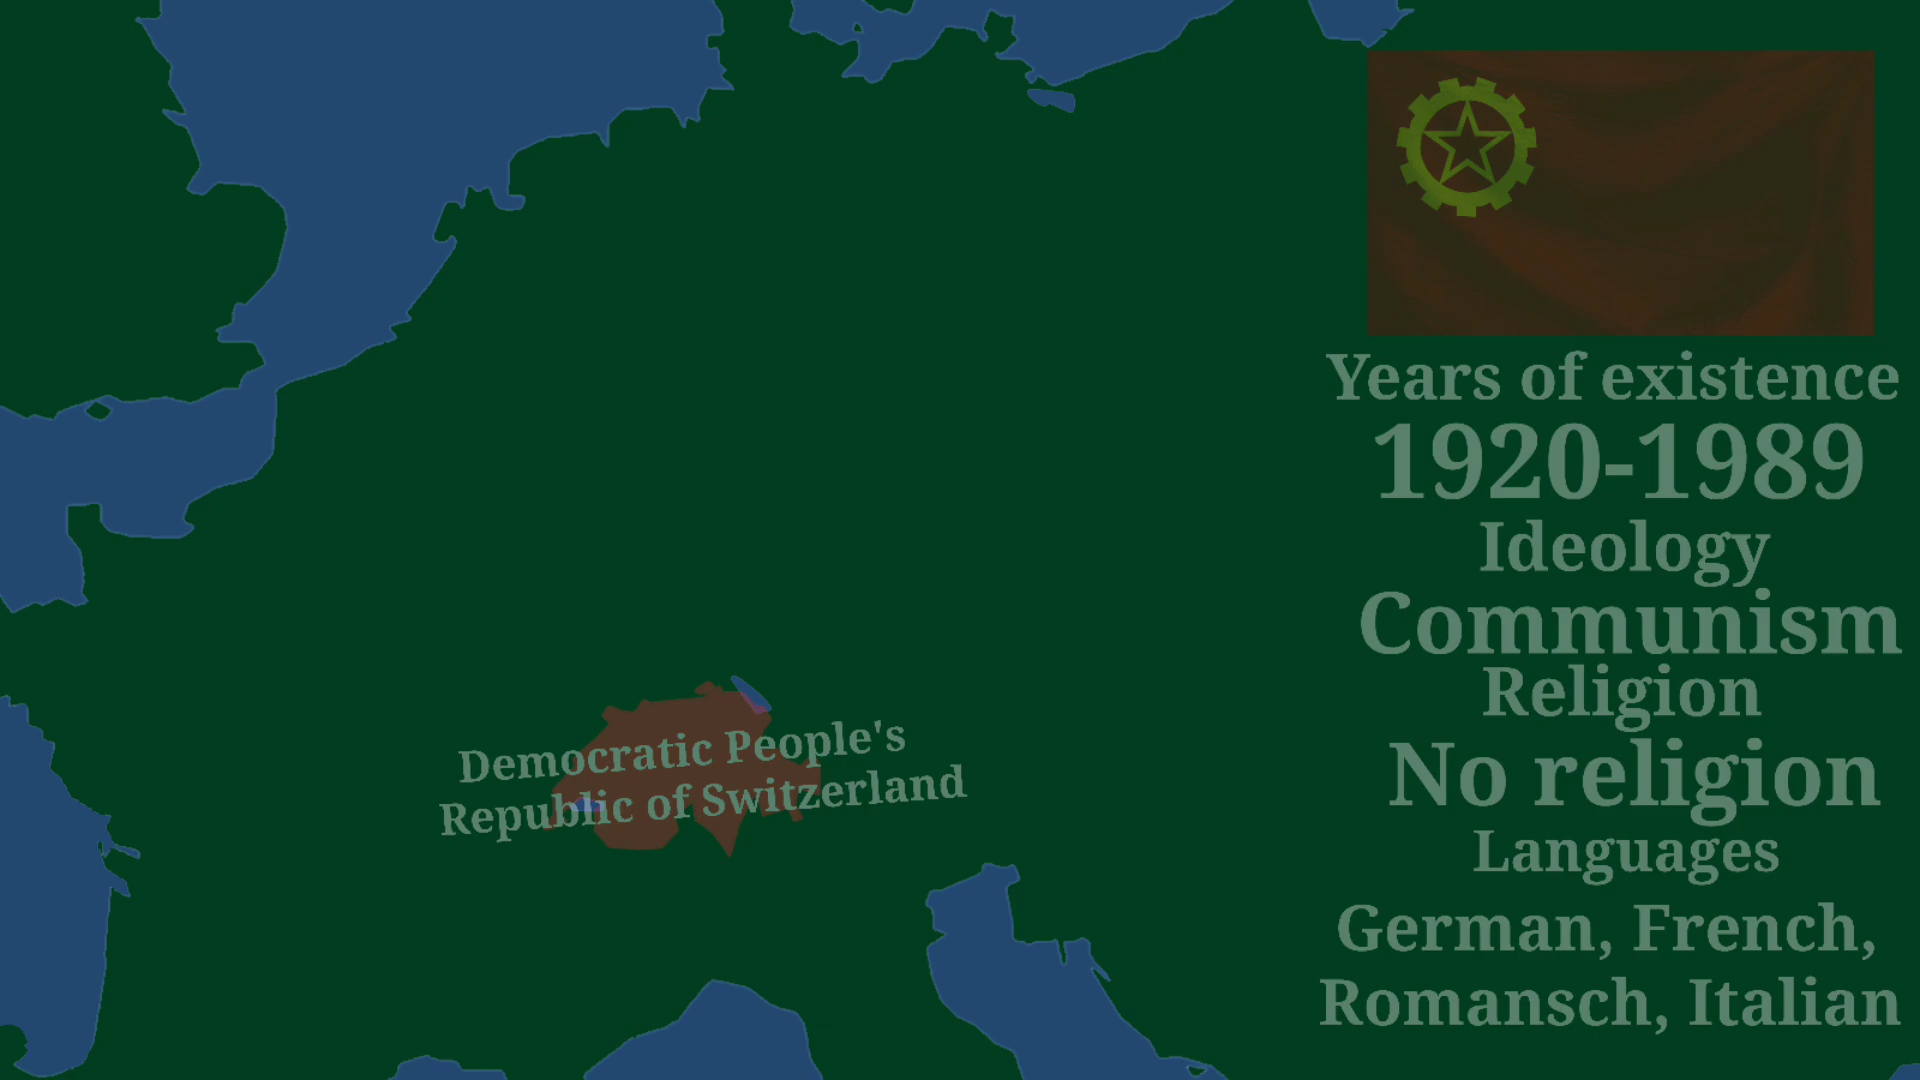 Years of existence
1920-1989
Ideology
Communism
Religion
No religion
Languages
German, French,
Romansch, Italian
Democratic People's
Republic of Switzerland